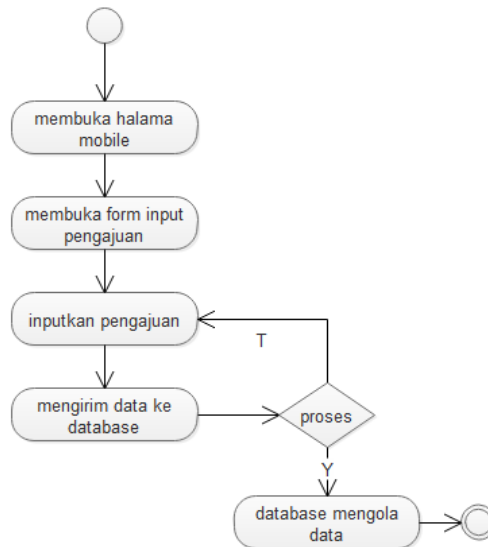 membuka halama
mobile
membuka form input
pengajuan
inputkan pengajuan
T
mengirim data ke
database
proses
Y
database mengola
data